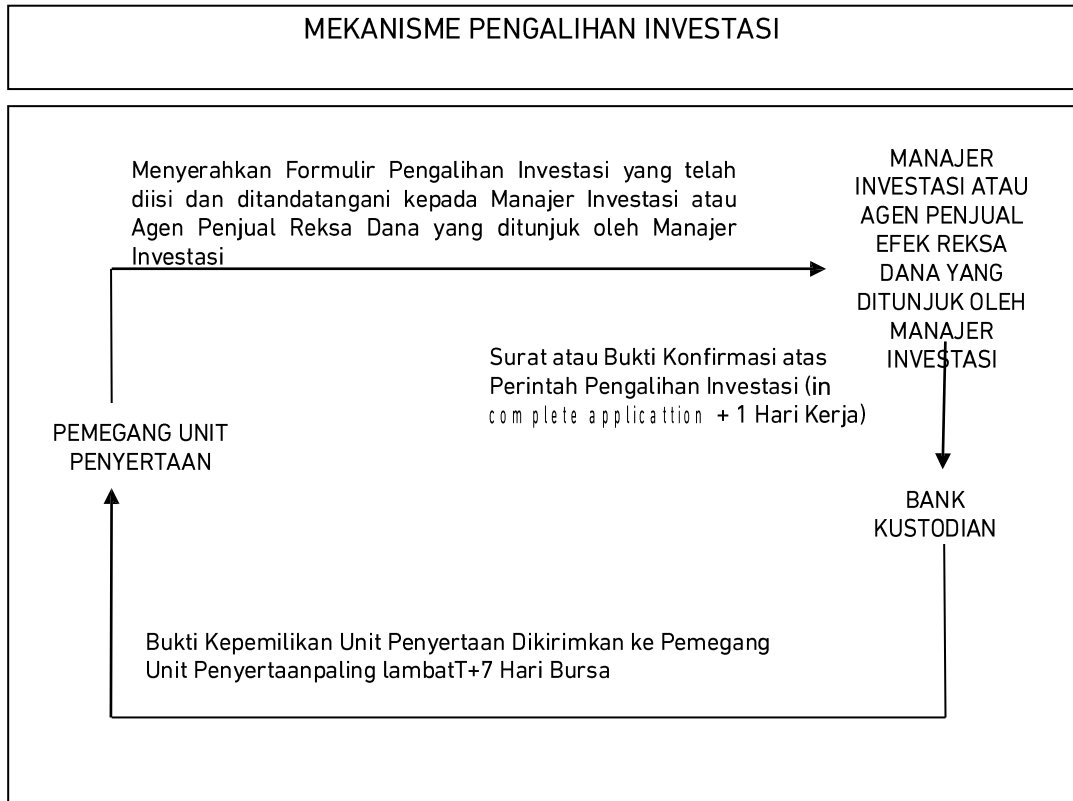 MEKANISME PENGALIHAN INVESTASI
Menyerahkan Formulir Pengalihan Investasi yang telah
diisi dan ditandatangani kepada Manajer Investasi atau
Agen Penjual Reksa Dana yang ditunjuk oleh Manajer
Investasi
MANAJER
INVESTASI ATAU
AGEN PENJUAL
EFEK REKSA
DANA YANG
DITUNJUK OLEH
MANAJER
INVESTASI
Surat atau Bukti Konfirmasi atas
Perintah Pengalihan Investasi (in
complete applicattion + 1 Hari Kerja)
PEMEGANG UNIT
PENYERTAAN
BANK
KUSTODIAN
Bukti Kepemilikan Unit Penyertaan Dikirimkan ke Pemegang
Unit Penyertaanpaling lambatT+7 Hari Bursa